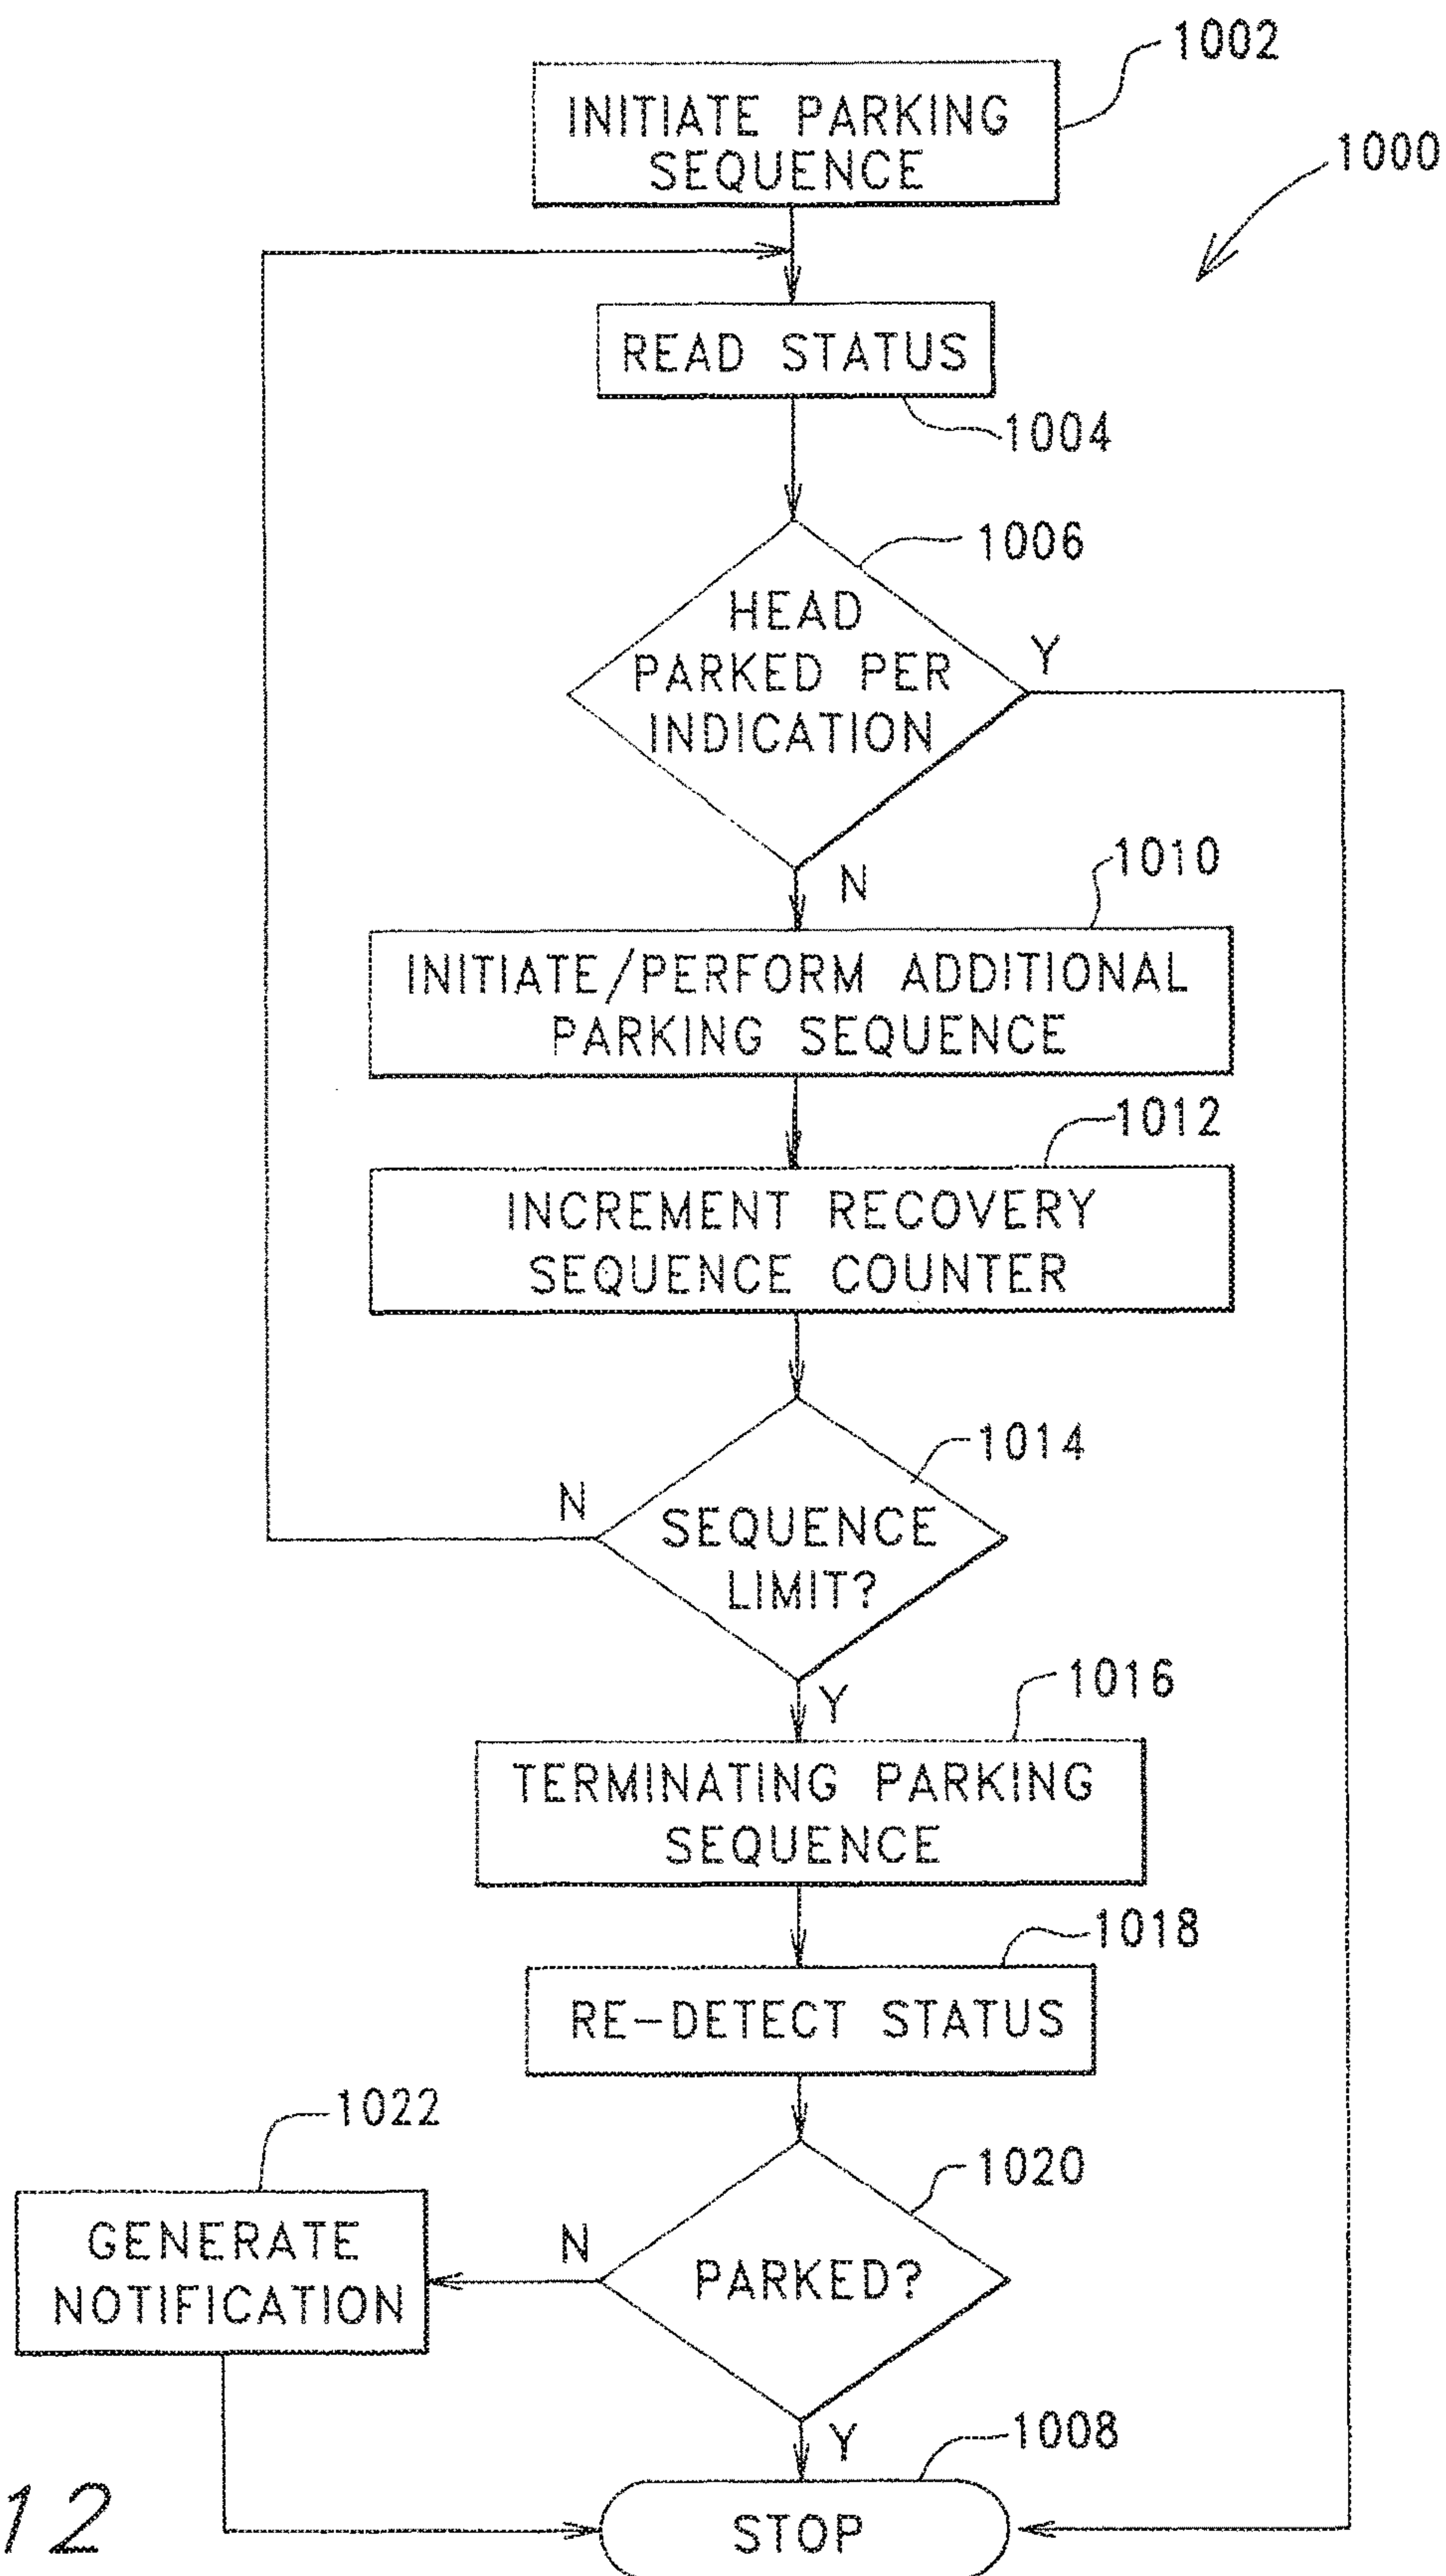 1002
INITIATE PARKING
SEQUENCE
1000
READ STATUS
1004
1006
HEAD
PARKED PER
INDICATION
Y
N
1010
INITIATE/PERFORM ADDITIONAL
PARKING SEQUENCE
1012
INCREMENT RECOVERY
SEQUENCE COUNTER
1014
N
SEQUENCE
LIMIT?
Y
1016
TERMINATING PARKING
SEQUENCE
1018
RE-DETECT STATUS
1022
1020
GENERATE
NOTIFICATION
N
PARKED?
Y
1008
STOP
12